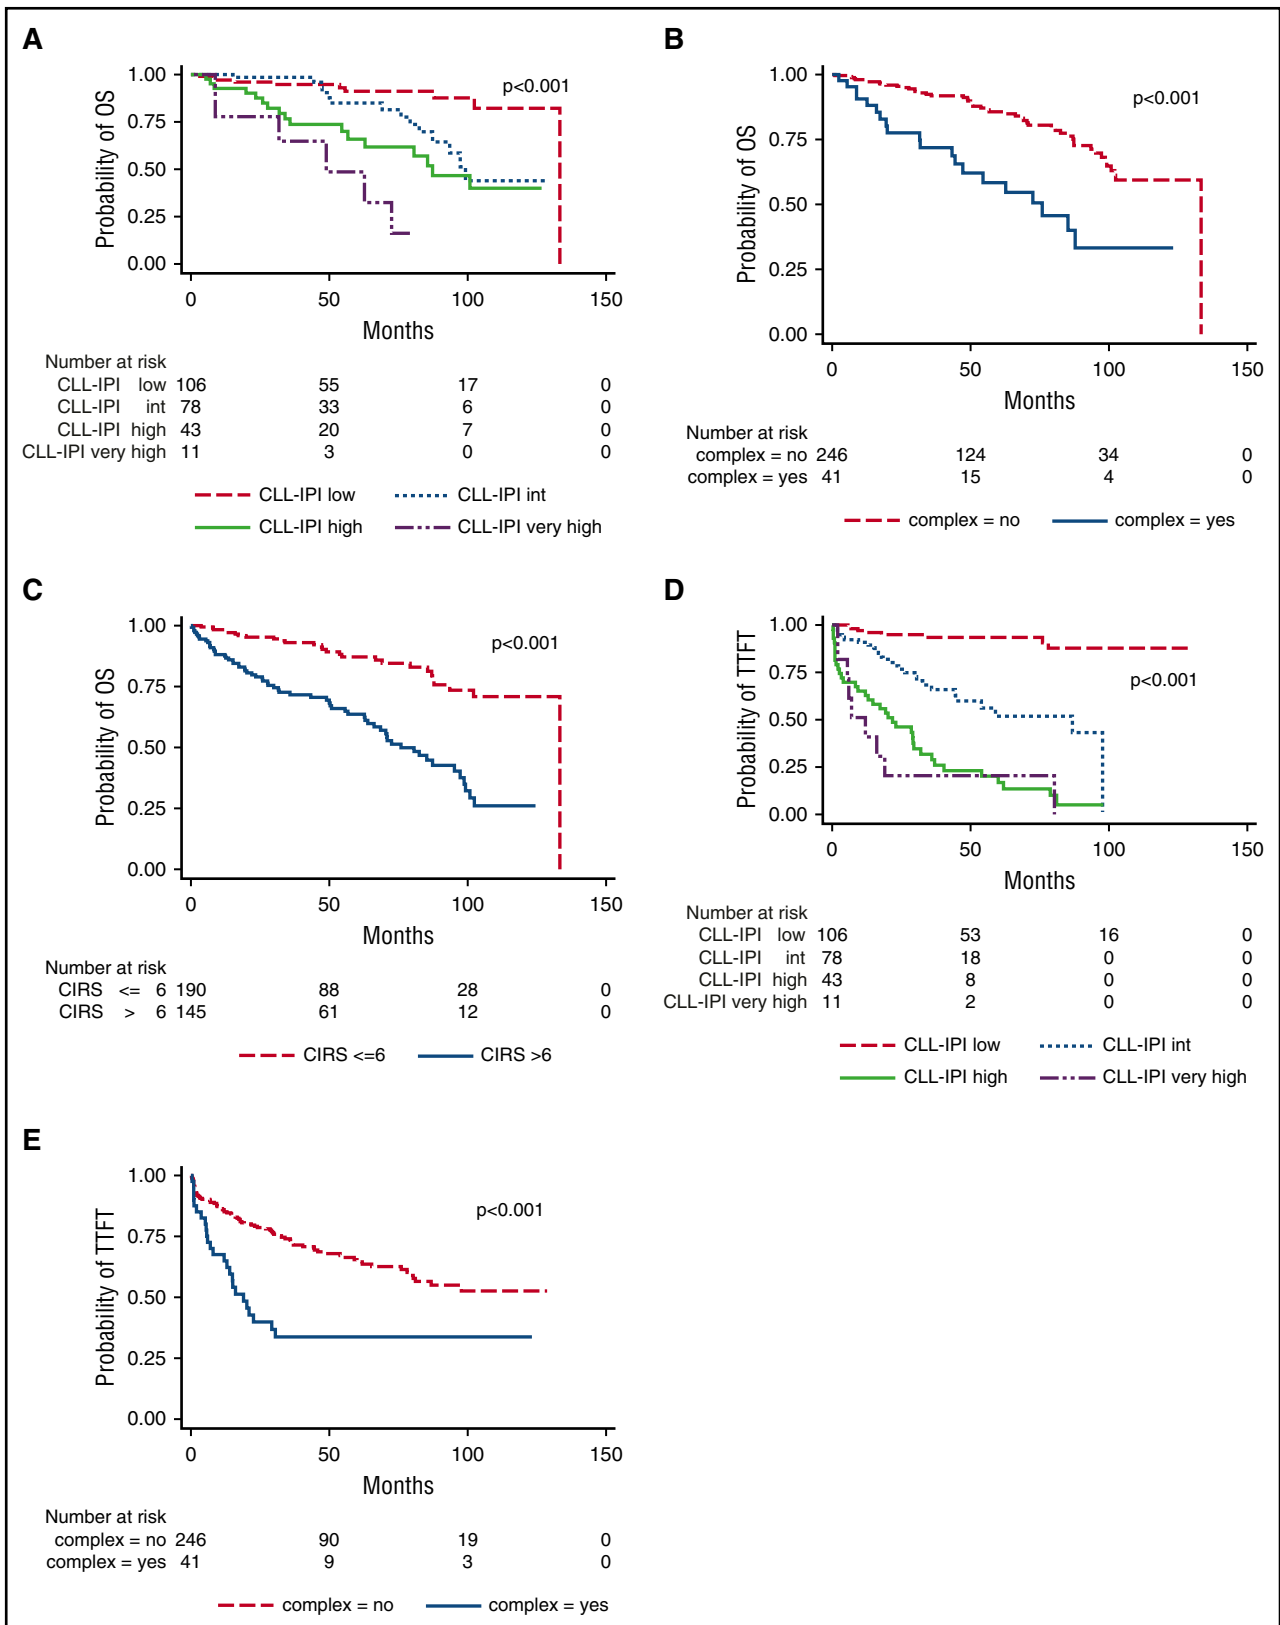 A
Probability of OS
1.00
0.75
0.50
0.25
0.00
p<0.001
0 50 100 150
Months
Number at risk
CLL-IPI low 106 55 17 0
CLL-IPI int 78 33 6 0
CLL-IPI high 43 20 7 0
CLL-IPI very high 11 3 0 0
CLL-IPI low CLL-IPI int
CLL-IPI high CLL-IPI very high
B
Probability of OS
1.00
0.75
0.50
0.25
0.00
p<0.001
0 50 100 150
Months
Number at risk
complex = no 246 124 34 0
complex = yes 41 15 4 0
complex = no complex = yes
C
Probability of OS
1.00
0.75
0.50
0.25
0.00
p<0.001
0 50 100 150
Months
Number at risk
CIRS <= 6 190 88 28 0
CIRS > 6 145 61 12 0
CIRS <=6 CIRS >6
D
Probability of TTFT
1.00
0.75
0.50
0.25
0.00
p<0.001
0 50 100 150
Months
Number at risk
CLL-IPI low 106 53 16 0
CLL-IPI int 78 18 0 0
CLL-IPI high 43 8 0 0
CLL-IPI very high 11 2 0 0
CLL-IPI low CLL-IPI int
CLL-IPI high CLL-IPI very high
E
Probability of TTFT
1.00
0.75
0.50
0.25
0.00
p<0.001
0 50 100 150
Months
Number at risk
complex = no 246 90 19 0
complex = yes 41 9 3 0
complex = no complex = yes